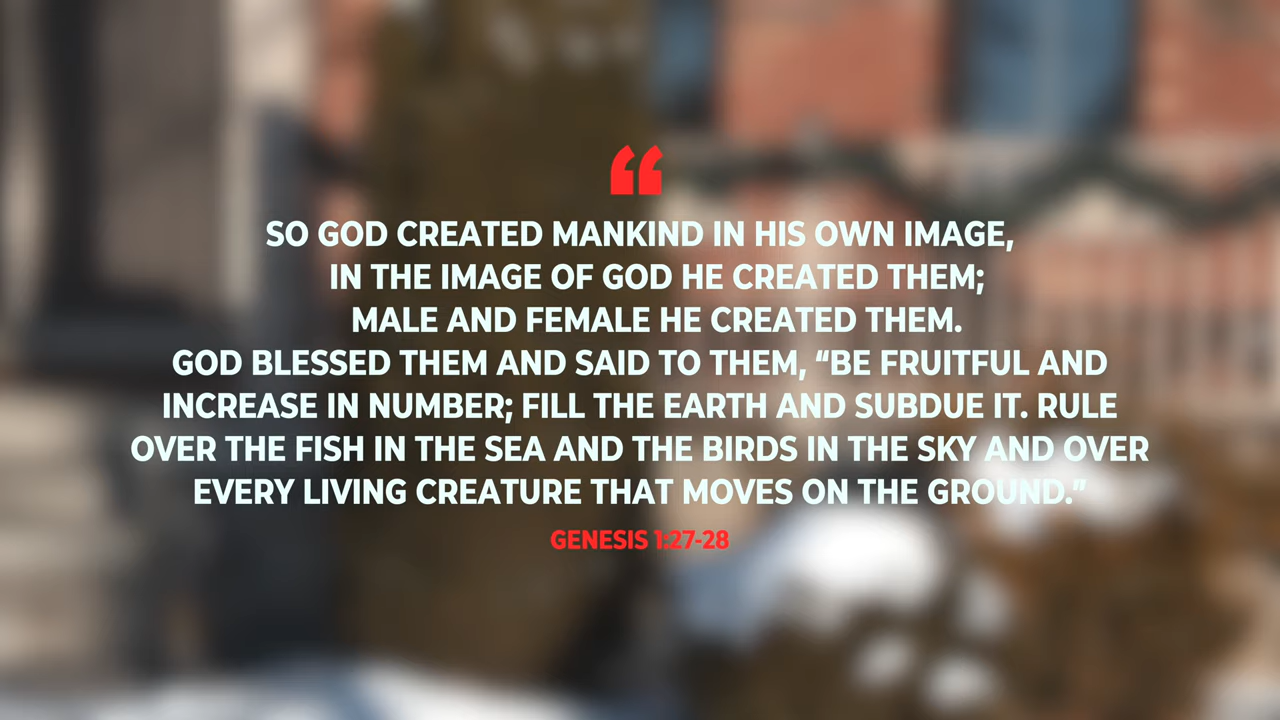 “
SO GOD CREATED MANKIND IN HIS OWN IMAGE,
IN THE IMAGE OF GOD HE CREATED THEM;
MALE AND FEMALE HE CREATED THEM.
GOD BLESSED THEM AND SAID TO THEM, “BE FRUITFUL AND
INCREASE IN NUMBER; FILL THE EARTH AND SUBDUE IT. RULE
OVER THE FISH IN THE SEA AND THE BIRDS IN THE SKY AND OVER
EVERY LIVING CREATURE THAT MOVES ON THE GROUND.”
GENESIS 1:27-28